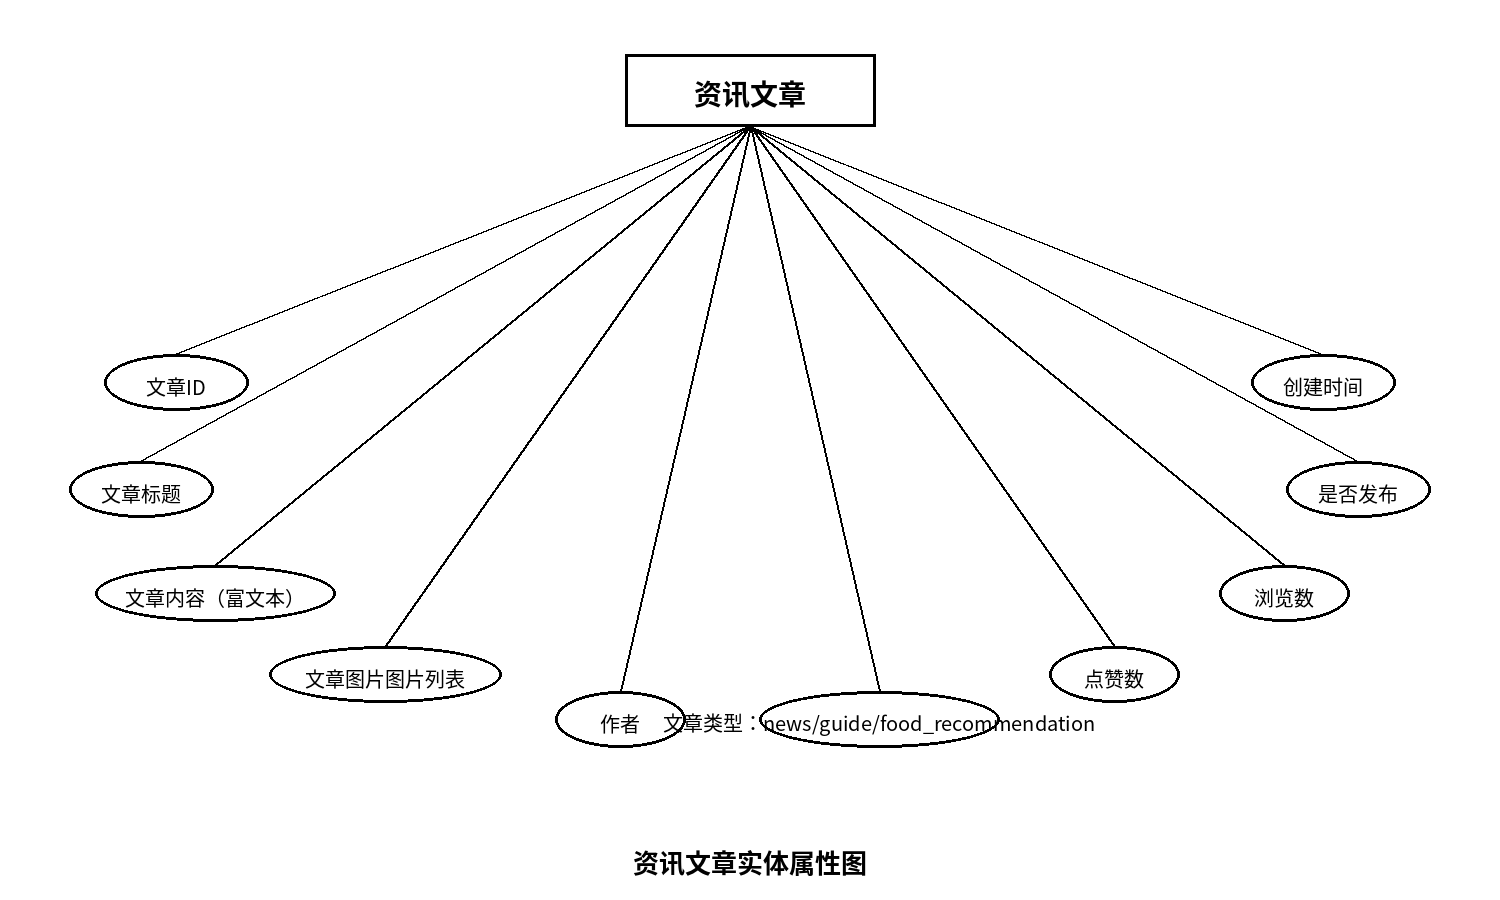 资讯文章
文章ID
创建时间
文章标题
是否发布
文章内容（富文本）
浏览数
文章图片图片列表
点赞数
作者
文章类型：news/guide/food_recommendation
资讯文章实体属性图